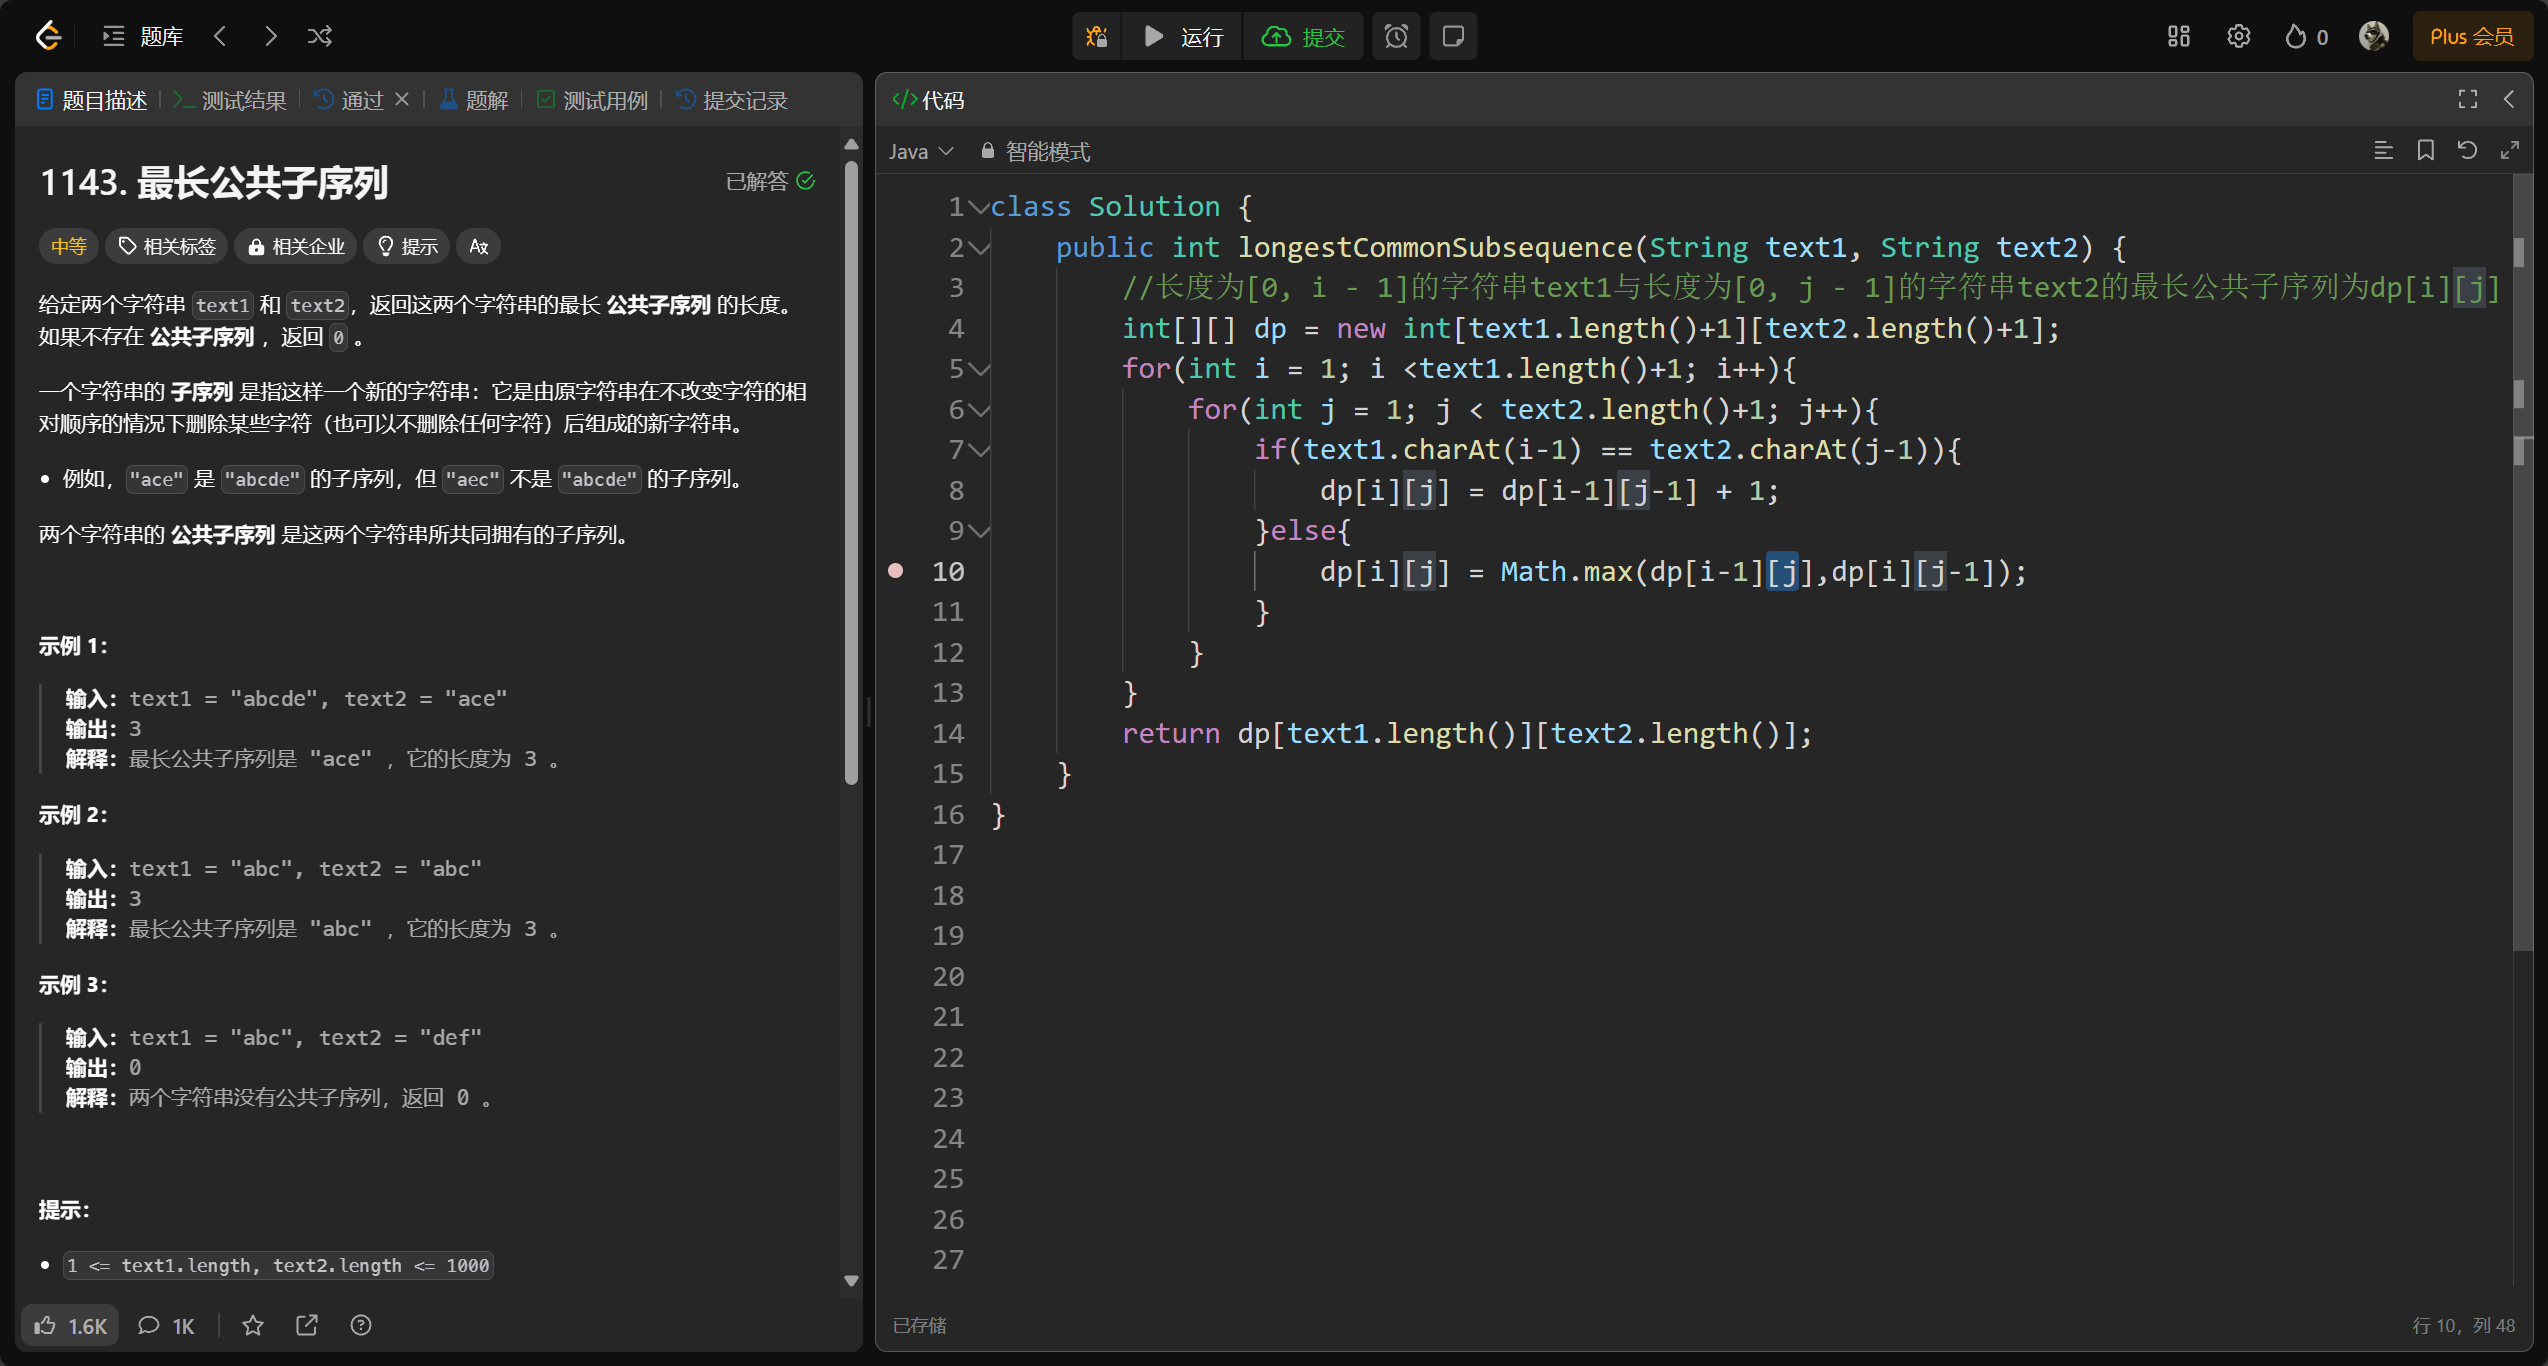 题库
运行
提交
0
Plus 会员
题目描述
测试结果
通过
题解
测试用例
提交记录
1143. 最长公共子序列
已解答
中等
相关标签
相关企业
提示
给定两个字符串 text1 和 text2，返回这两个字符串的最长 公共子序列 的长度。
如果不存在 公共子序列 ，返回 0 。
一个字符串的 子序列 是指这样一个新的字符串：它是由原字符串在不改变字符的相
对顺序的情况下删除某些字符（也可以不删除任何字符）后组成的新字符串。
例如，"ace" 是 "abcde" 的子序列，但 "aec" 不是 "abcde" 的子序列。
两个字符串的 公共子序列 是这两个字符串所共同拥有的子序列。
示例 1：
输入：text1 = "abcde", text2 = "ace"
输出：3
解释：最长公共子序列是 "ace" ，它的长度为 3 。
示例 2：
输入：text1 = "abc", text2 = "abc"
输出：3
解释：最长公共子序列是 "abc" ，它的长度为 3 。
示例 3：
输入：text1 = "abc", text2 = "def"
输出：0
解释：两个字符串没有公共子序列，返回 0 。
提示：
1 <= text1.length, text2.length <= 1000
1.6K
1K
</>代码
Java
智能模式
1 class Solution {
2     public int longestCommonSubsequence(String text1, String text2) {
3         //长度为[0, i - 1]的字符串text1与长度为[0, j - 1]的字符串text2的最长公共子序列为dp[i][j]
4         int[][] dp = new int[text1.length()+1][text2.length()+1];
5         for(int i = 1; i <text1.length()+1; i++){
6             for(int j = 1; j < text2.length()+1; j++){
7                 if(text1.charAt(i-1) == text2.charAt(j-1)){
8                     dp[i][j] = dp[i-1][j-1] + 1;
9                 }else{
10                     dp[i][j] = Math.max(dp[i-1][j],dp[i][j-1]);
11                 }
12             }
13         }
14         return dp[text1.length()][text2.length()];
15     }
16 }
17
18
19
20
21
22
23
24
25
26
27
已存储
行 10，列 48